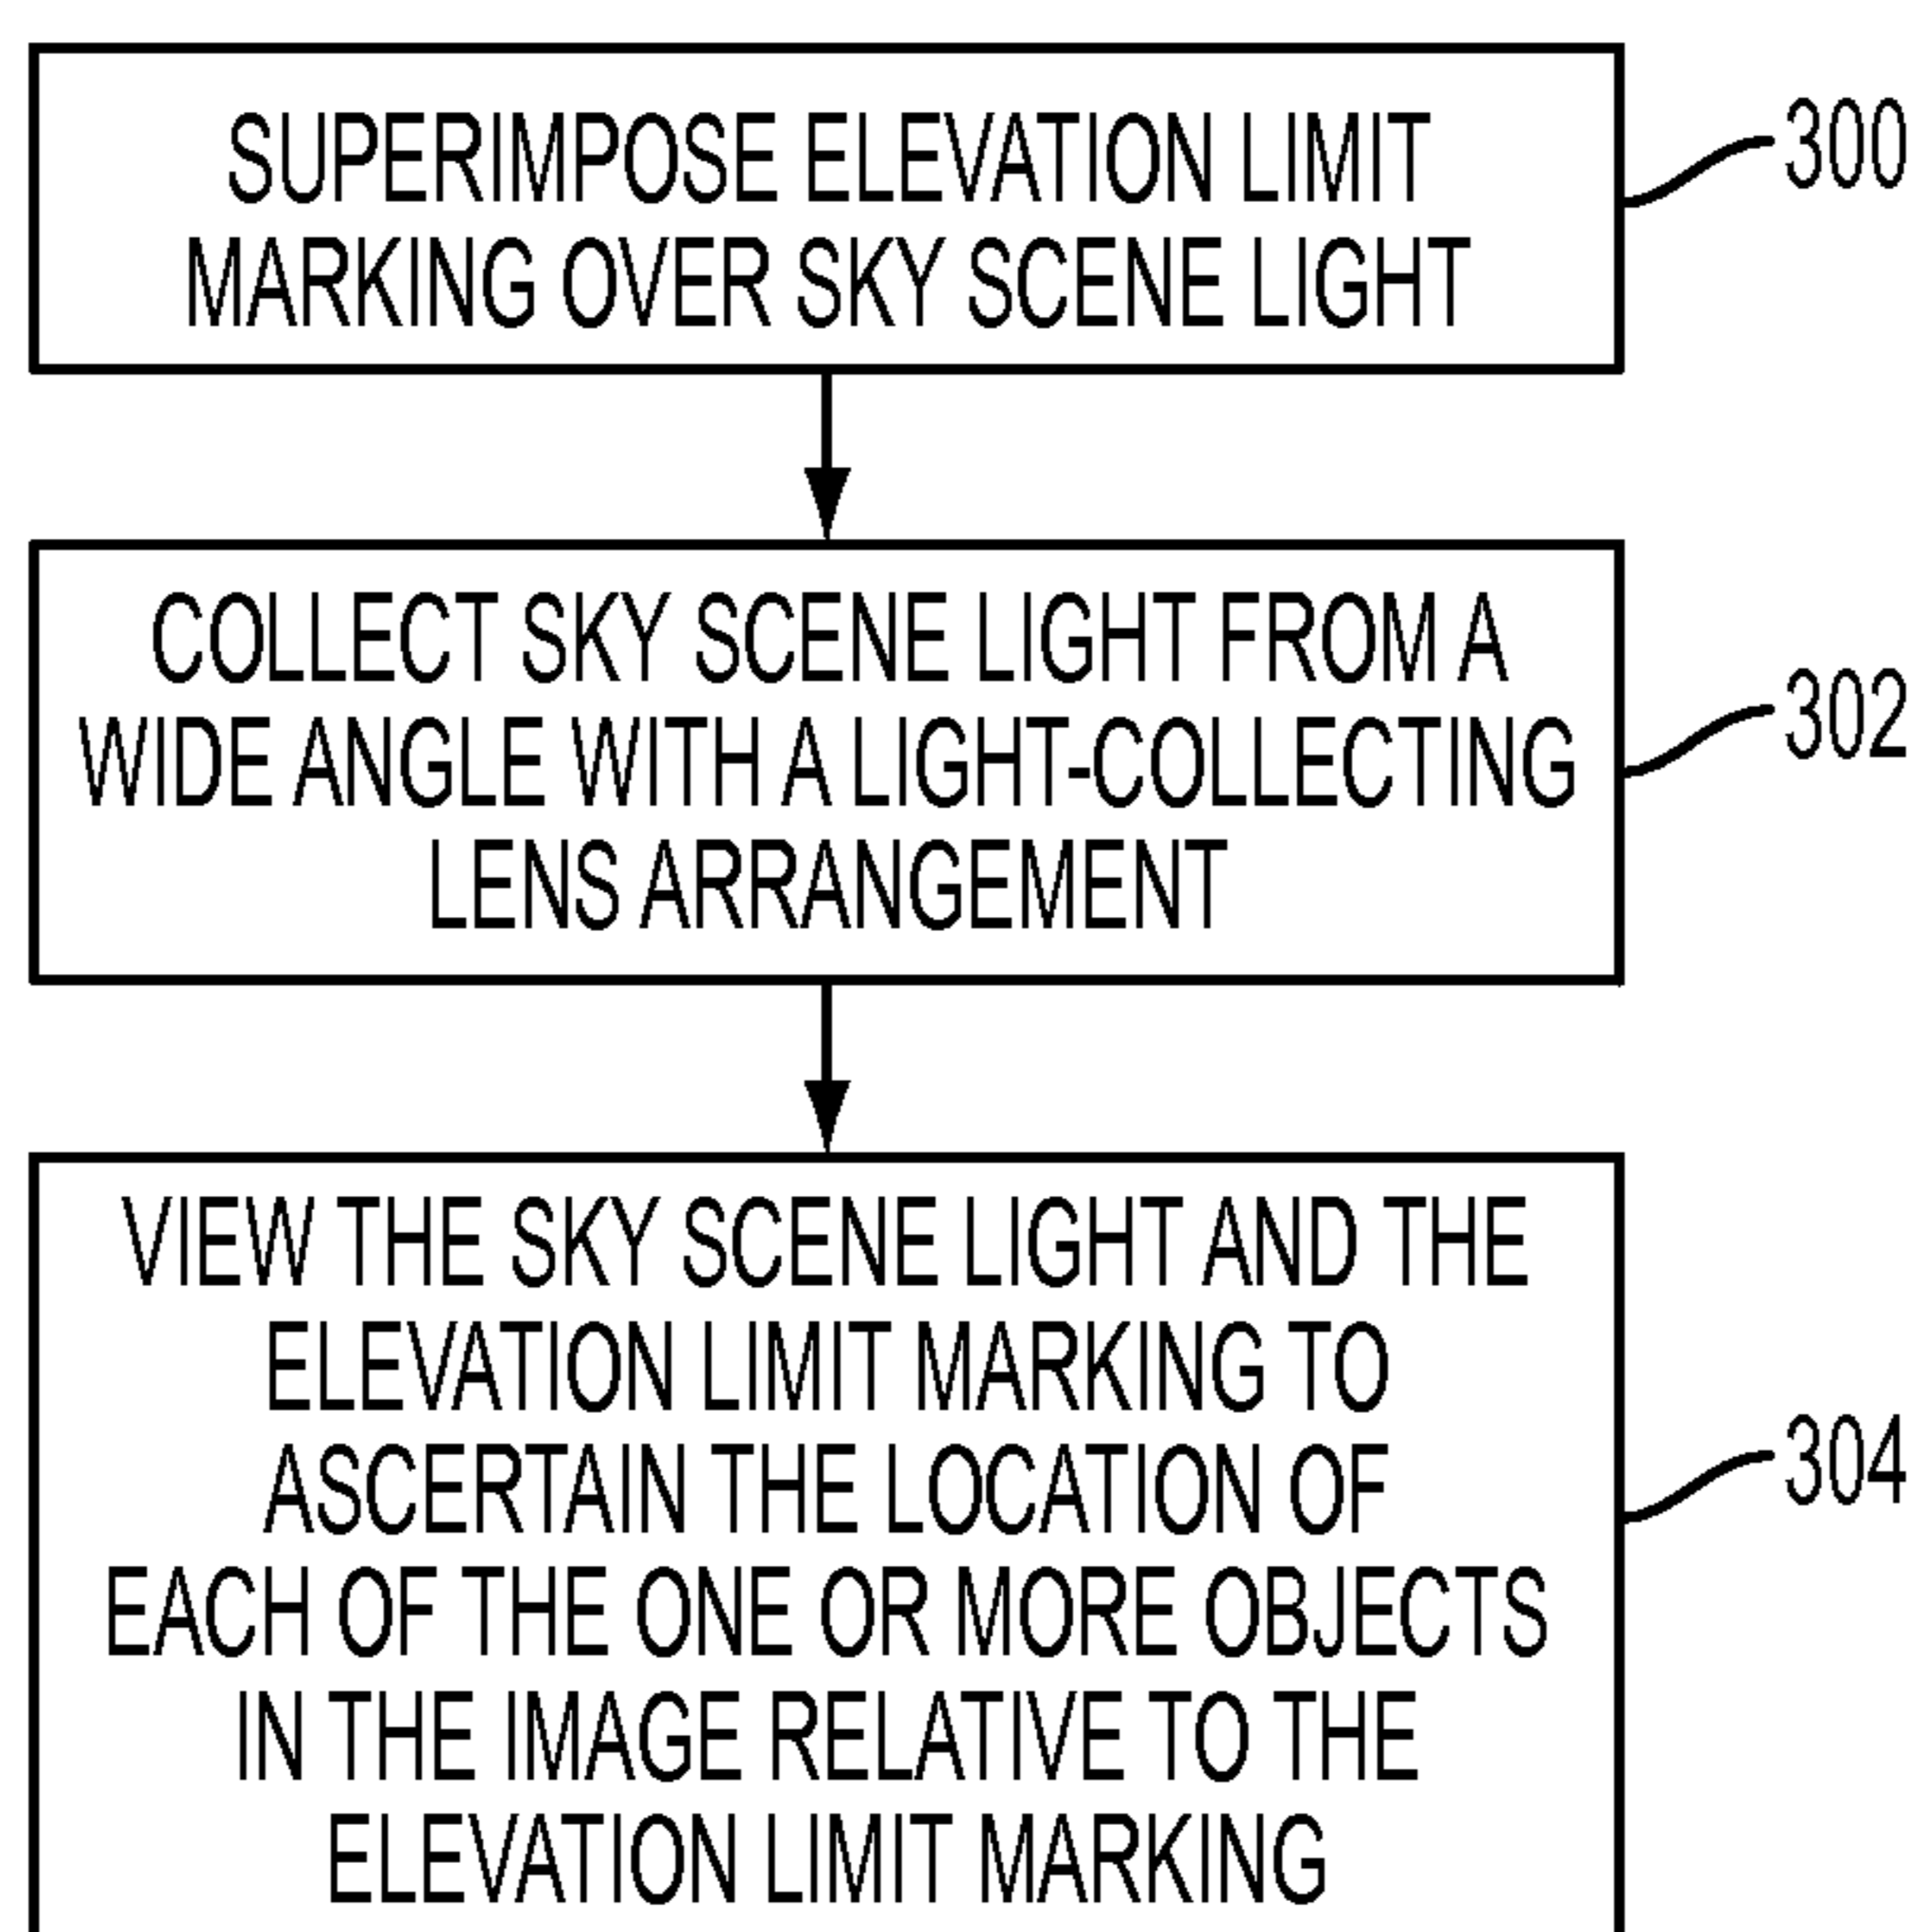 SUPERIMPOSE ELEVATION LIMIT
MARKING OVER SKY SCENE LIGHT
300
COLLECT SKY SCENE LIGHT FROM A
WIDE ANGLE WITH A LIGHT-COLLECTING
LENS ARRANGEMENT
302
VIEW THE SKY SCENE LIGHT AND THE
ELEVATION LIMIT MARKING TO
ASCERTAIN THE LOCATION OF
EACH OF THE ONE OR MORE OBJECTS
IN THE IMAGE RELATIVE TO THE
ELEVATION LIMIT MARKING
304